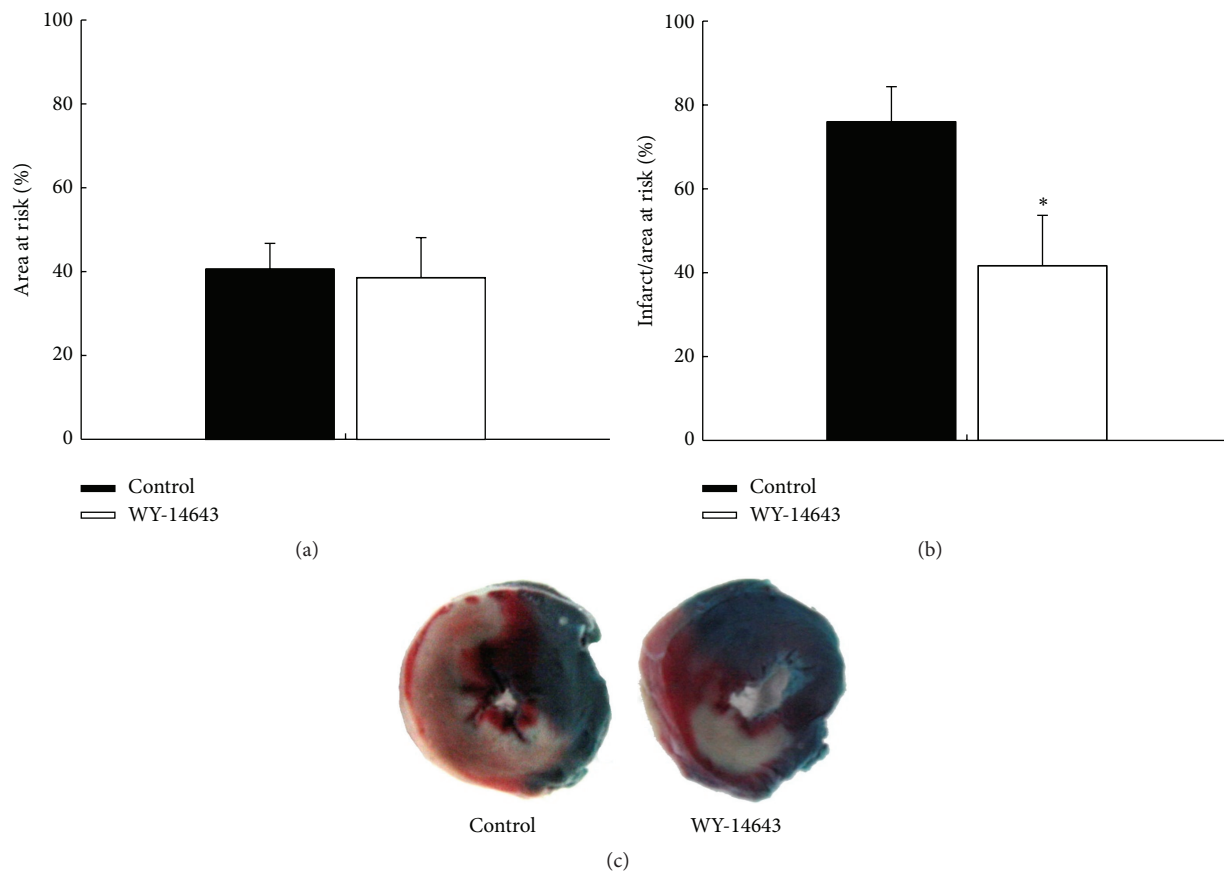 100
80
60
40
20
0
Area at risk (%)
Control
WY-14643
(a)
100
80
60
40
20
0
Infarct/area at risk (%)
*
Control
WY-14643
(b)
Control
WY-14643
(c)